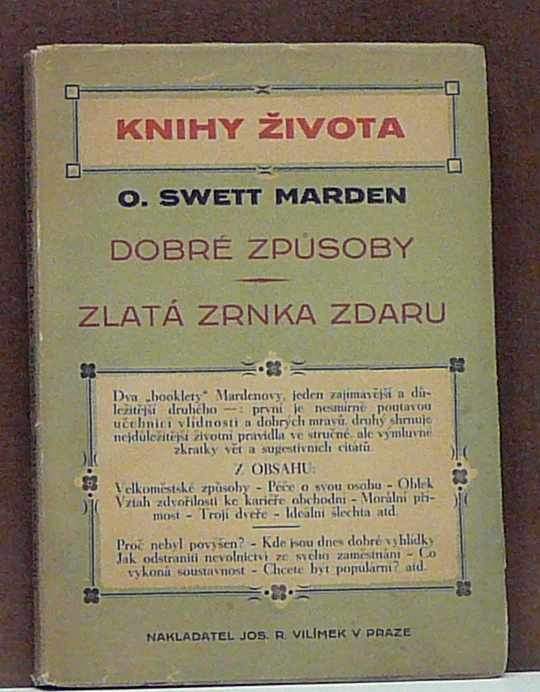 KNIHY ŽIVOTA
O. SWETT MARDEN
DOBRÉ ZPŮSOBY
ZLATÁ ZRNKA ZDARU
Dva „booklety" Mardenovy, jeden zajímavější a dů-
ležitější druhého —: první je nesmírně poutavou
učebnicí vlídnosti a dobrých mravů, druhý shrnuje
nejdůležitější životní pravidla ve stručné, ale výmluvné
zkratky vět a sugestivních citátů.
Z OBSAHU:
Velkoměstské způsoby - Péče o svou osobu - Oblek
Vztah zdvořilosti ke kariéře obchodní - Morální pří-
most - Trojí dveře - Ideální šlechta atd.
Proč nebyl povýšen? - Kde jsou dnes dobré vyhlídky
Jak odstraniti nevolnictví ze svého zaměstnání - Co
vykoná soustavnost - Chcete být populární? atd.
NAKLADATEL JOS. R. VILÍMEK V PRAZE